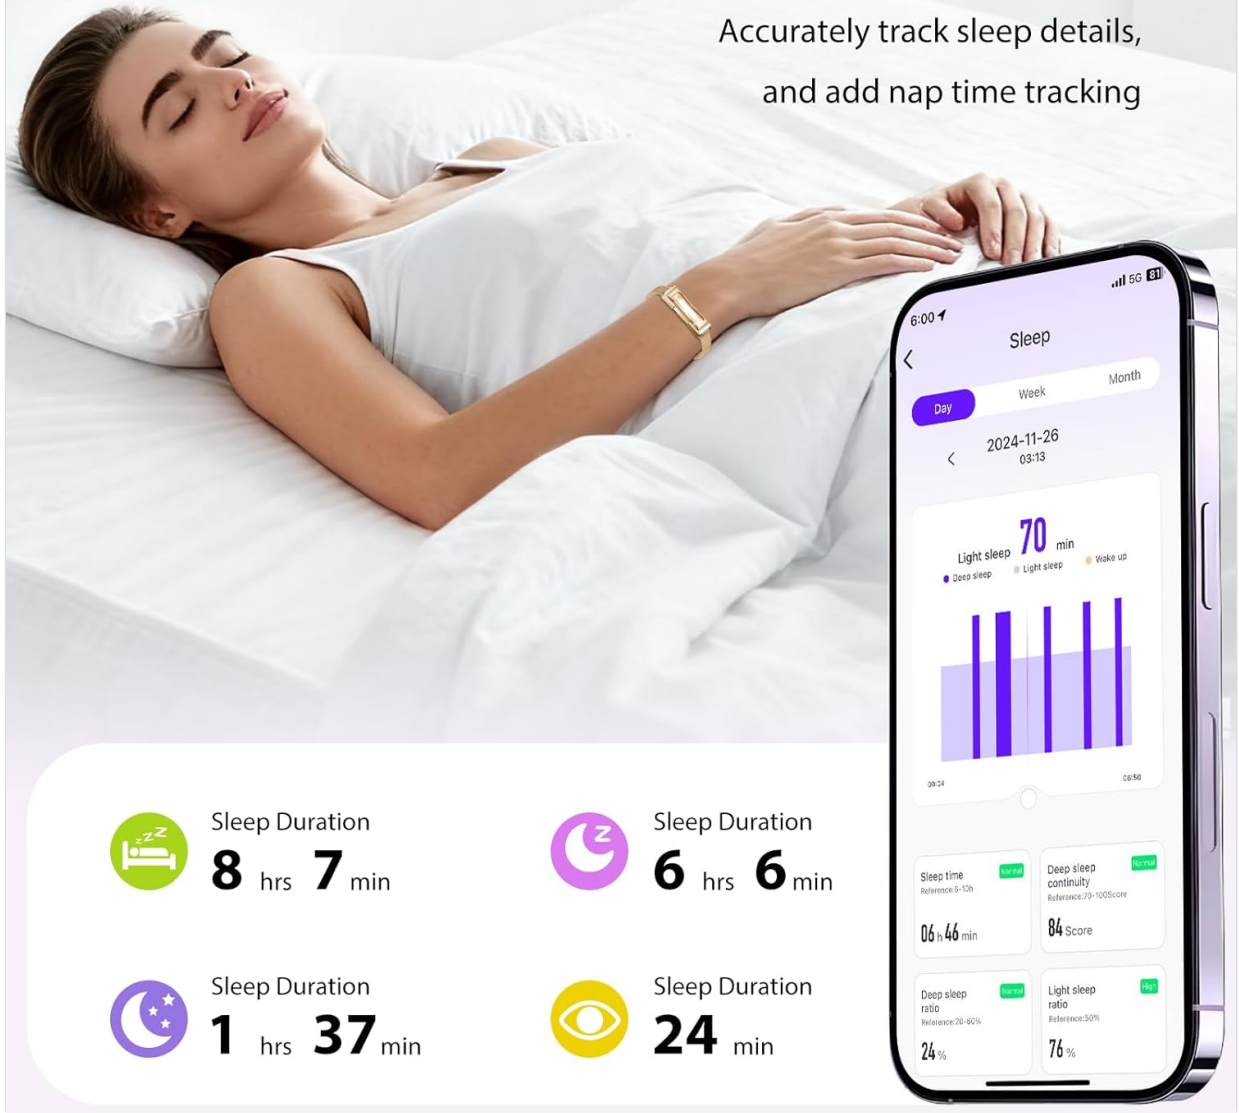 Accurately track sleep details,
and add nap time tracking
6:00
5G 81
Sleep
Day Week Month
2024-11-26
03:13
Light sleep 70 min
Deep sleep Light sleep Wake up
00:04 06:50
Sleep time Normal
Reference:6-10h
06 h 46 min
Deep sleep Normal
continuity
Reference:70-100Score
84 Score
Deep sleep Normal
ratio
Reference:20-60%
24 %
Light sleep High
ratio
Reference:50%
76 %
zzZ
Sleep Duration
8 hrs 7 min
z
Sleep Duration
6 hrs 6 min
Sleep Duration
1 hrs 37 min
Sleep Duration
24 min